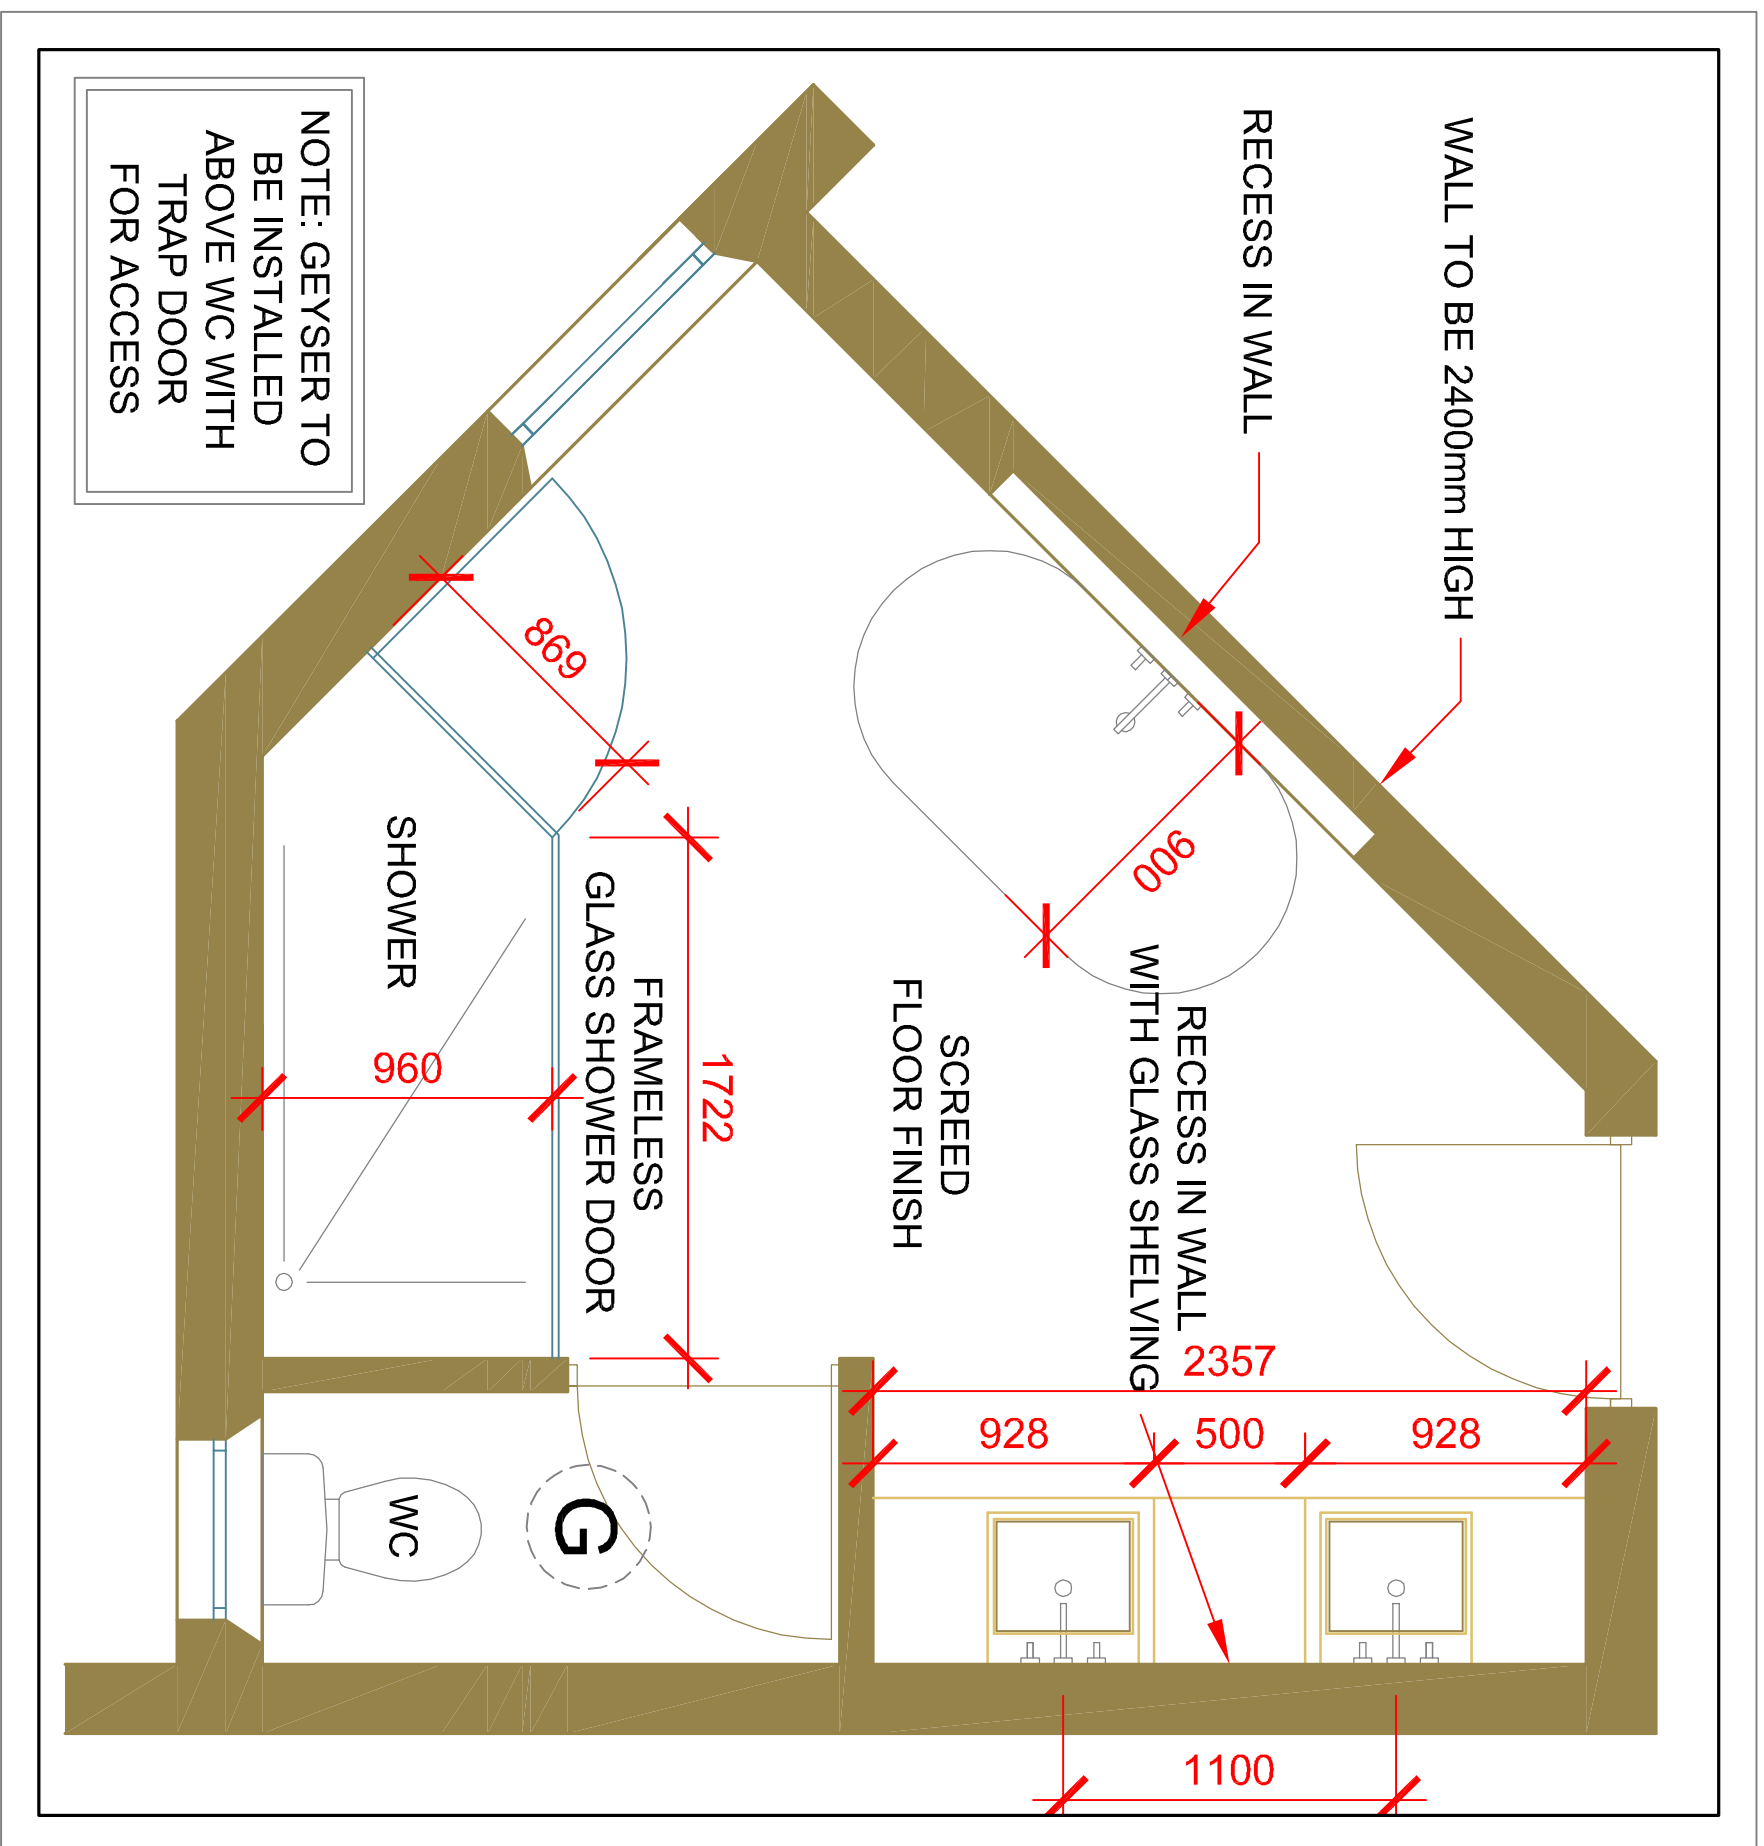 WALL TO BE 2400mm HIGH
RECESS IN WALL
NOTE: GEYSER TO
BE INSTALLED
ABOVE WC WITH
TRAP DOOR
FOR ACCESS
869
900
SHOWER
960
FRAMELESS
GLASS SHOWER DOOR
1722
SCREED
FLOOR FINISH
RECESS IN WALL
WITH GLASS SHELVING
2357
928
500
928
WC
G
1100